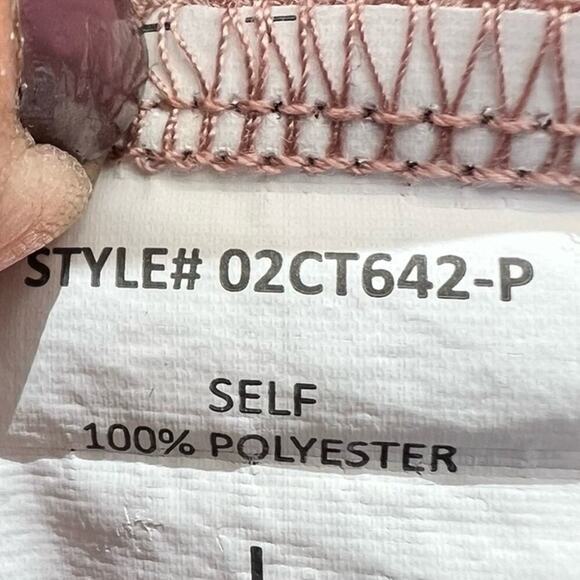 STYLE# 02CT642-P
SELF
100% POLYESTER